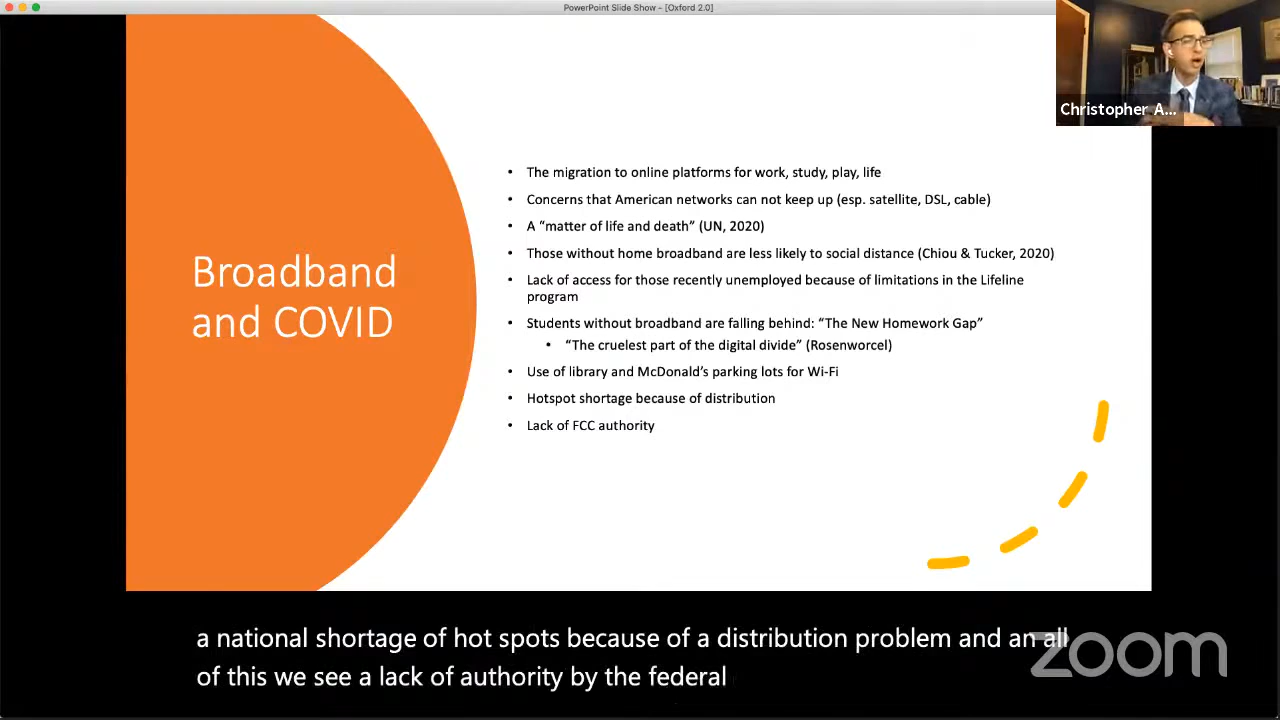 PowerPoint Slide Show – [Oxford 2.0]
Christopher A...
Broadband
and COVID
• The migration to online platforms for work, study, play, life
• Concerns that American networks can not keep up (esp. satellite, DSL, cable)
• A “matter of life and death” (UN, 2020)
• Those without home broadband are less likely to social distance (Chiou & Tucker, 2020)
• Lack of access for those recently unemployed because of limitations in the Lifeline
program
• Students without broadband are falling behind: “The New Homework Gap”
• “The cruelest part of the digital divide” (Rosenworcel)
• Use of library and McDonald’s parking lots for Wi-Fi
• Hotspot shortage because of distribution
• Lack of FCC authority
a national shortage of hot spots because of a distribution problem and an all
of this we see a lack of authority by the federal
zoom